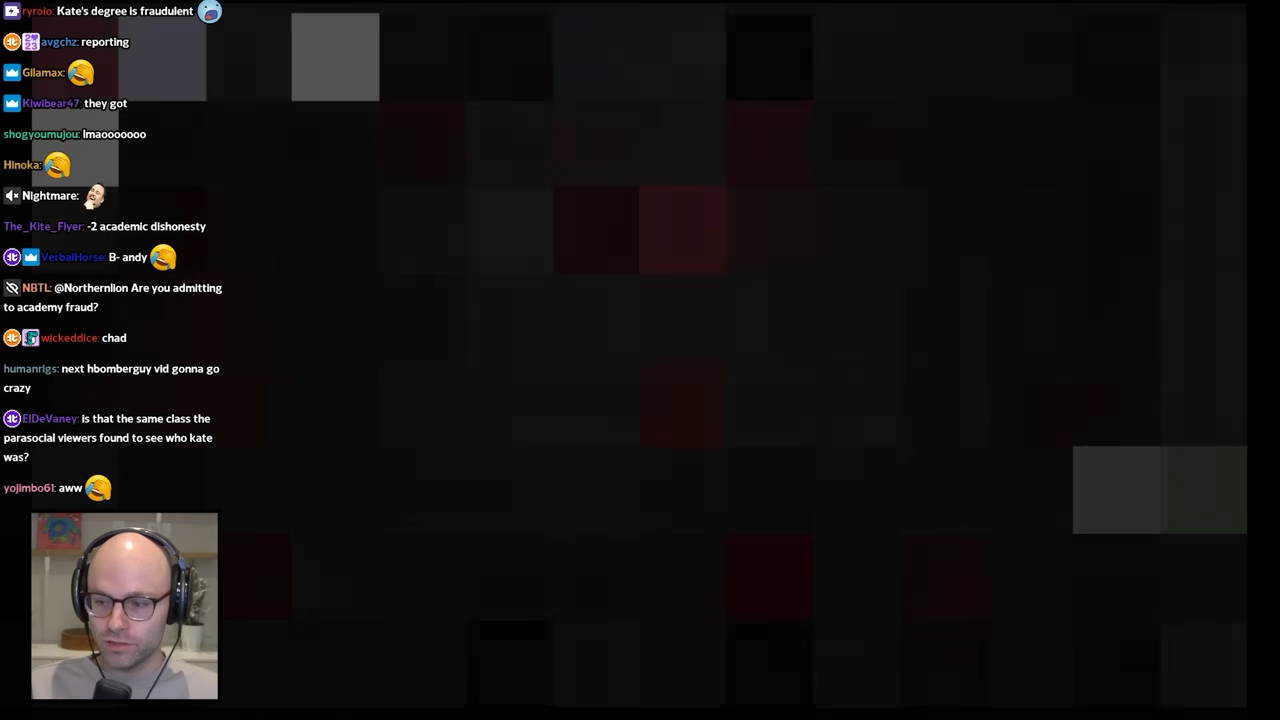 ryrolo: Kate's degree is fraudulent
avgchz: reporting
Gilamax:
Kiwibear47: they got
shogyoumujou: lmaooooooo
Hinoka:
Nightmare:
The_Kite_Flyer: -2 academic dishonesty
VerbalHorse: B- andy
NBTL: @Northernlion Are you admitting
to academy fraud?
wickeddice: chad
humanrigs: next hbomberguy vid gonna go
crazy
ElDeVaney: is that the same class the
parasocial viewers found to see who kate
was?
yojimbo61: aww